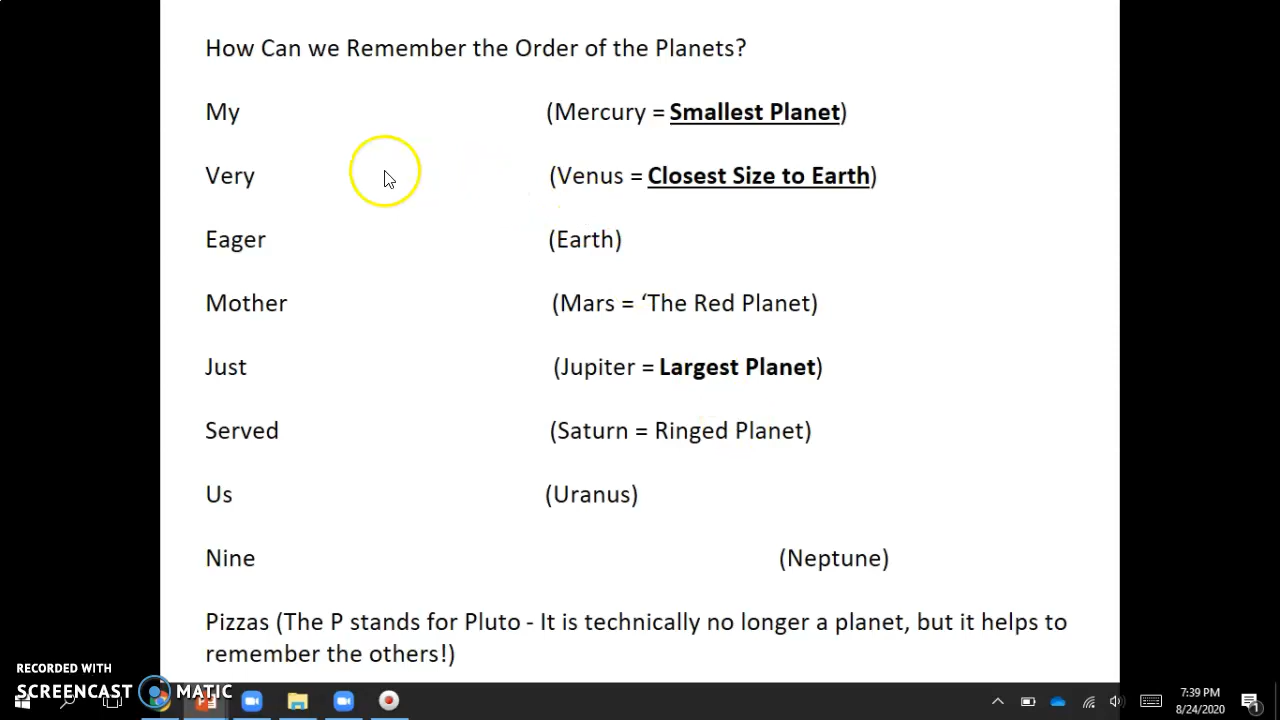 How Can we Remember the Order of the Planets?
My (Mercury = Smallest Planet)
Very (Venus = Closest Size to Earth)
Eager (Earth)
Mother (Mars = ‘The Red Planet)
Just (Jupiter = Largest Planet)
Served (Saturn = Ringed Planet)
Us (Uranus)
Nine (Neptune)
Pizzas (The P stands for Pluto - It is technically no longer a planet, but it helps to
remember the others!)
RECORDED WITH
SCREENCAST MATIC
7:39 PM
8/24/2020
1